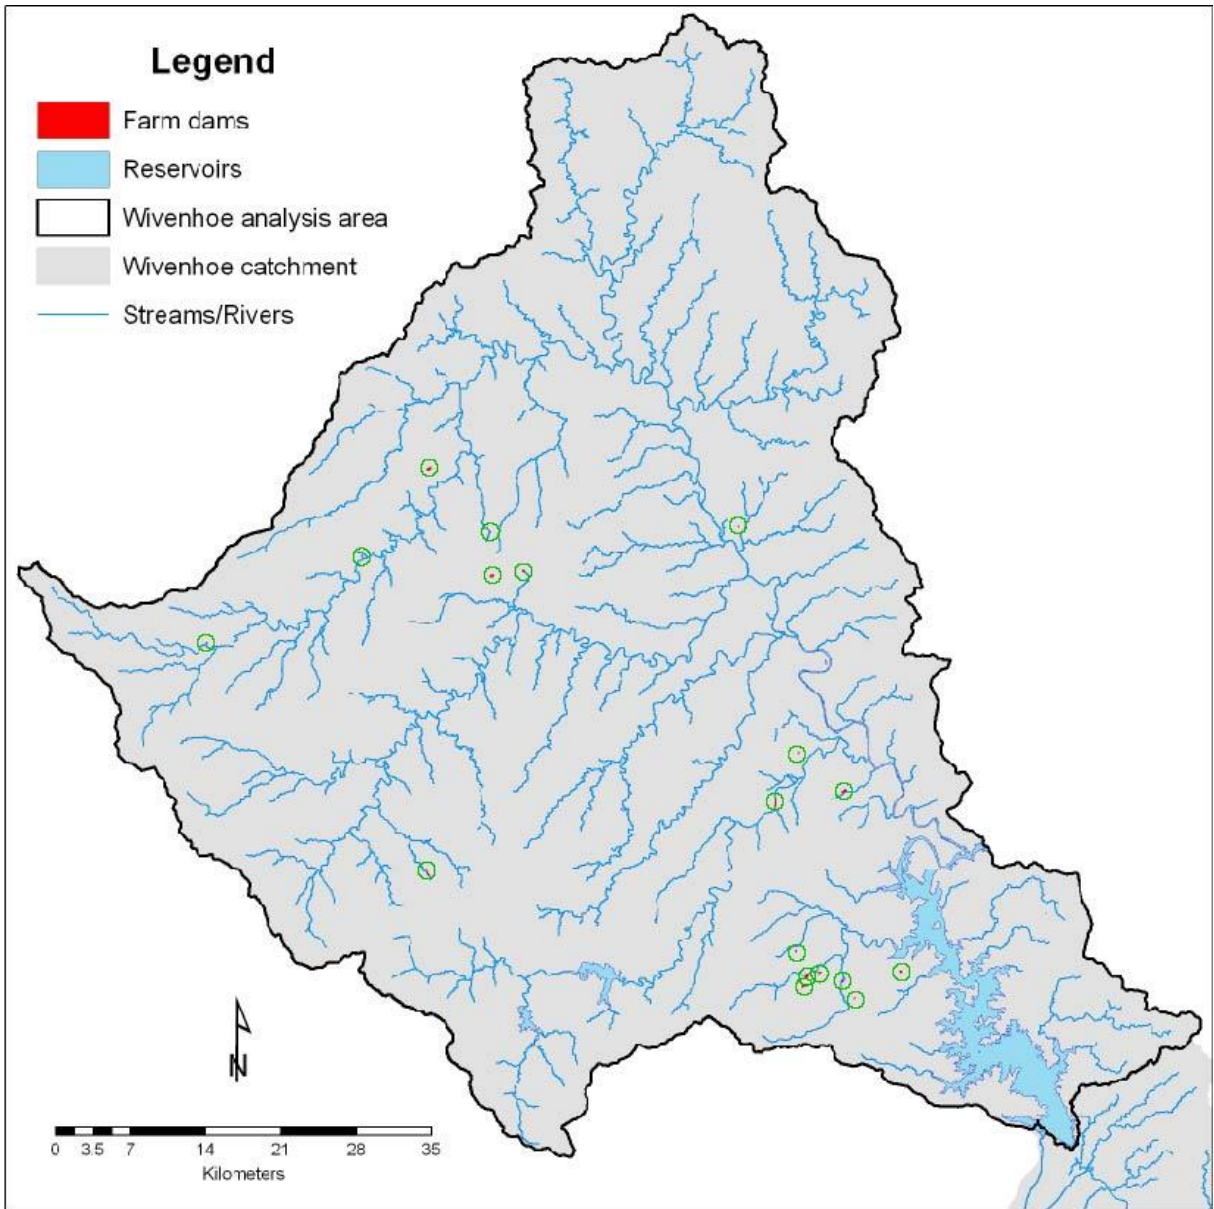 Legend
Farm dams
Reservoirs
Wivenhoe analysis area
Wivenhoe catchment
Streams/Rivers
N
0 3.5 7 14 21 28 35
Kilometers